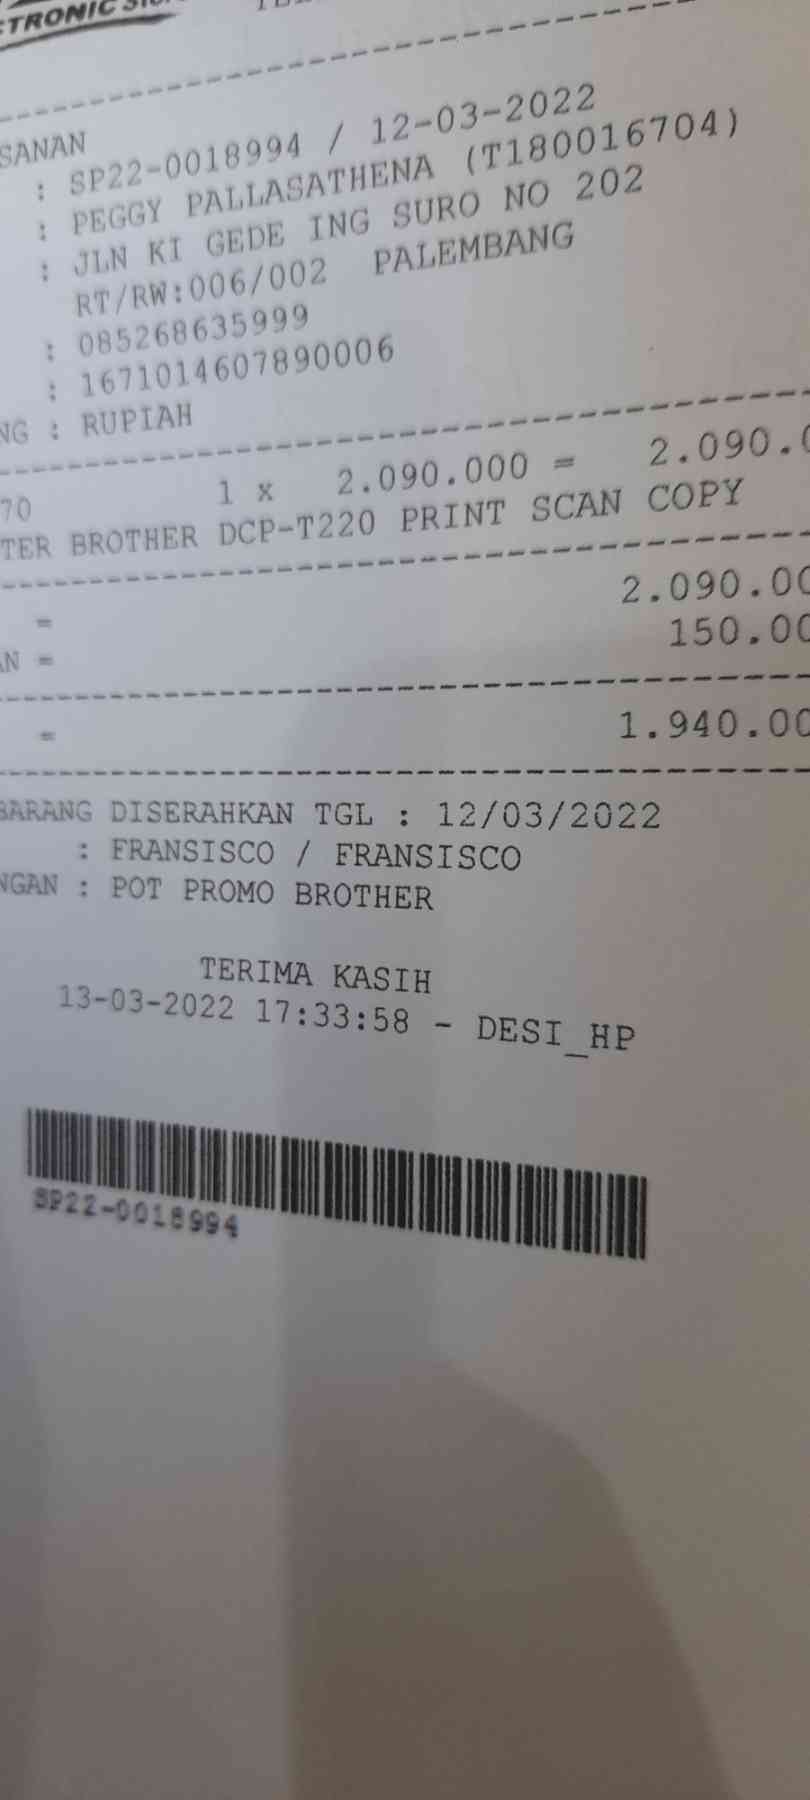 SANAN
: SP22-0018994 / 12-03-2022
: PEGGY PALLASATHENA (T180016704)
: JLN KI GEDE ING SURO NO 202
RT/RW:006/002 PALEMBANG
: 085268635999
: 1671014607890006
NG : RUPIAH
70 1 x 2.090.000 = 2.090.0
TER BROTHER DCP-T220 PRINT SCAN COPY
= 2.090.00
AN = 150.00
= 1.940.00
BARANG DISERAHKAN TGL : 12/03/2022
: FRANSISCO / FRANSISCO
NGAN : POT PROMO BROTHER
TERIMA KASIH
13-03-2022 17:33:58 - DESI_HP
SP22-0018994